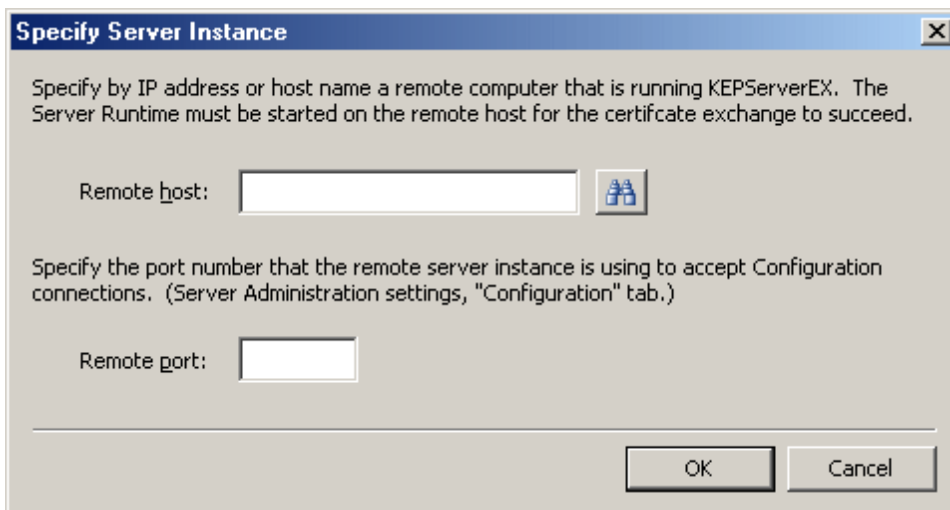 Specify Server Instance
Specify by IP address or host name a remote computer that is running KEPServerEX.  The
Server Runtime must be started on the remote host for the certifcate exchange to succeed.
Remote host:
Specify the port number that the remote server instance is using to accept Configuration
connections.  (Server Administration settings, "Configuration" tab.)
Remote port:
OK Cancel